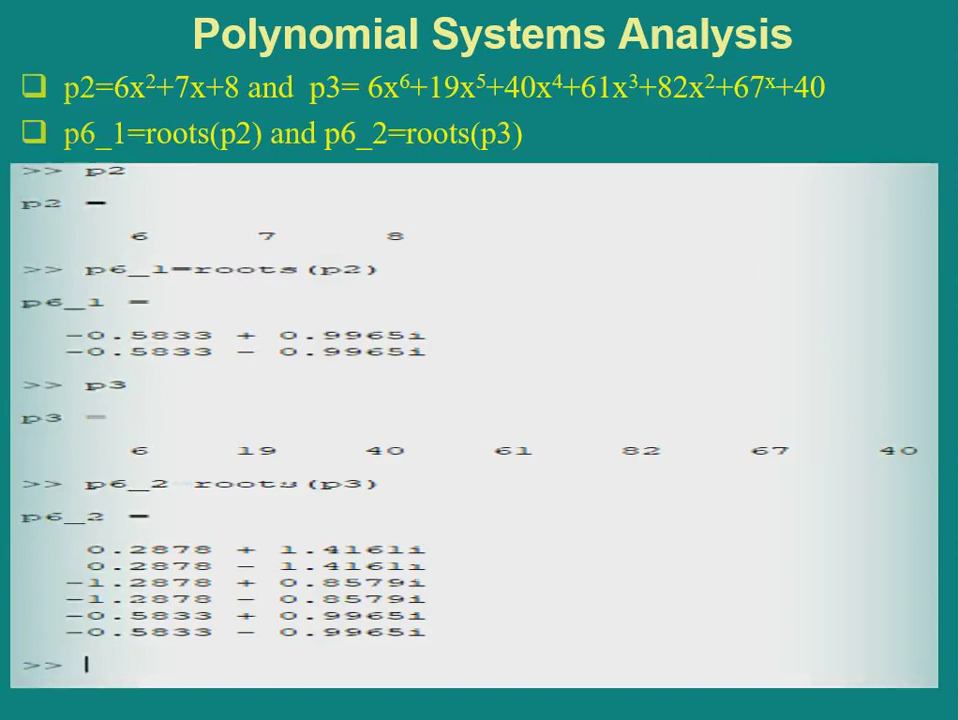 Polynomial Systems Analysis
❑ p2=6x²+7x+8 and p3= 6x⁶+19x⁵+40x⁴+61x³+82x²+67ˣ+40
❑ p6_1=roots(p2) and p6_2=roots(p3)
>> p2
p2 =
6 7 8
>> p6_1=roots(p2)
p6_1 =
-0.5833 + 0.9965i
-0.5833 - 0.9965i
>> p3
p3 =
6 19 40 61 82 67 40
>> p6_2=roots(p3)
p6_2 =
0.2878 + 1.4161i
0.2878 - 1.4161i
-1.2878 + 0.8579i
-1.2878 - 0.8579i
-0.5833 + 0.9965i
-0.5833 - 0.9965i
>> |